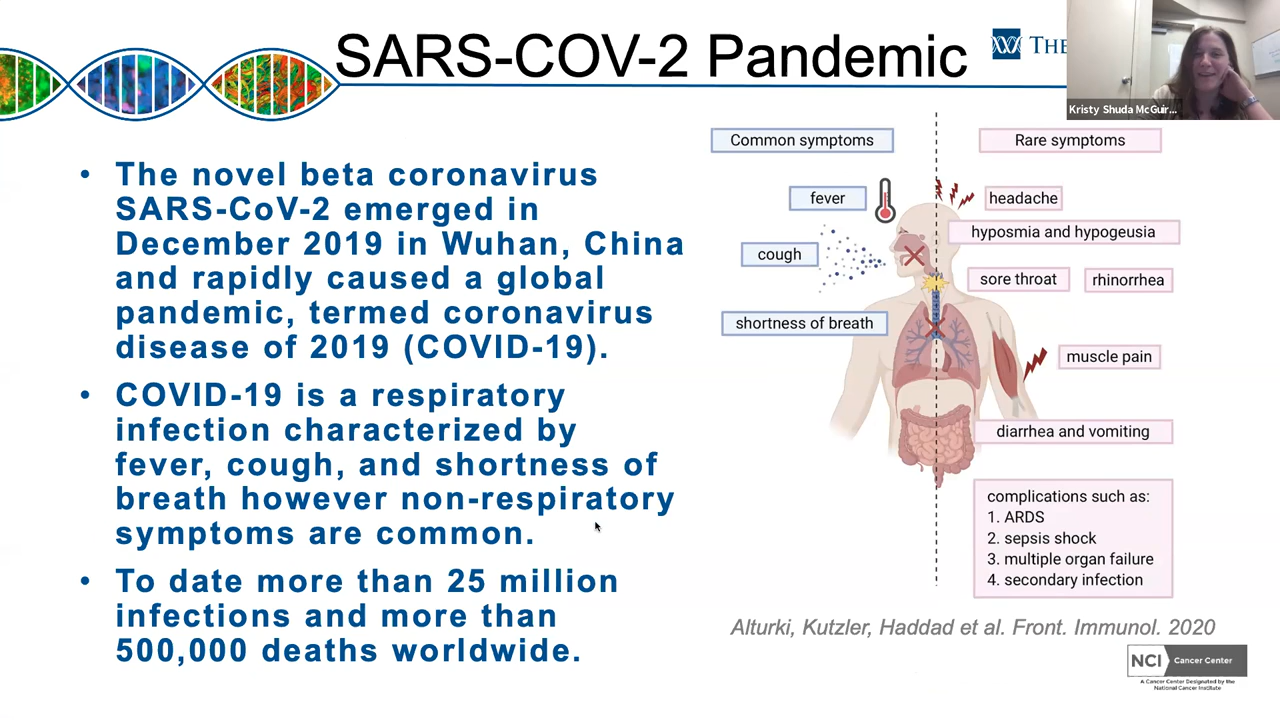 SARS-COV-2 Pandemic
THE
Kristy Shuda McGuir...
• The novel beta coronavirus
SARS-CoV-2 emerged in
December 2019 in Wuhan, China
and rapidly caused a global
pandemic, termed coronavirus
disease of 2019 (COVID-19).
• COVID-19 is a respiratory
infection characterized by
fever, cough, and shortness of
breath however non-respiratory
symptoms are common.
• To date more than 25 million
infections and more than
500,000 deaths worldwide.
Common symptoms
Rare symptoms
fever
headache
hyposmia and hypogeusia
cough
sore throat
rhinorrhea
shortness of breath
muscle pain
diarrhea and vomiting
complications such as:
1. ARDS
2. sepsis shock
3. multiple organ failure
4. secondary infection
Alturki, Kutzler, Haddad et al. Front. Immunol. 2020
NCI Cancer Center
A Cancer Center Designated by the
National Cancer Institute